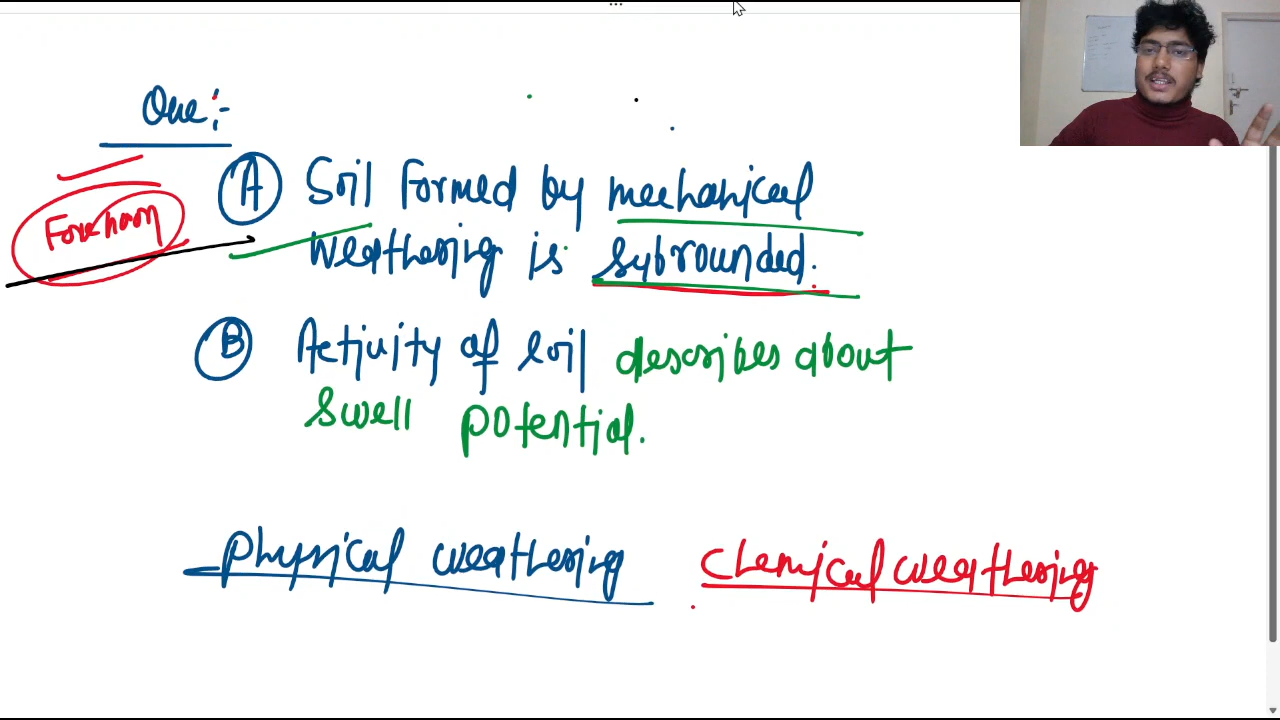 Que:-
Forenoon
A Soil formed by mechanical
weathering is subrounded.
B Activity of soil describes about
swell potential.
Physical weathering Chemical weathering